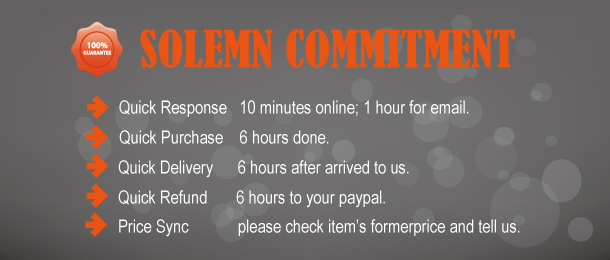 100%
GUARANTEE
SOLEMN COMMITMENT
Quick Response 10 minutes online; 1 hour for email.
Quick Purchase 6 hours done.
Quick Delivery 6 hours after arrived to us.
Quick Refund 6 hours to your paypal.
Price Sync please check item's formerprice and tell us.